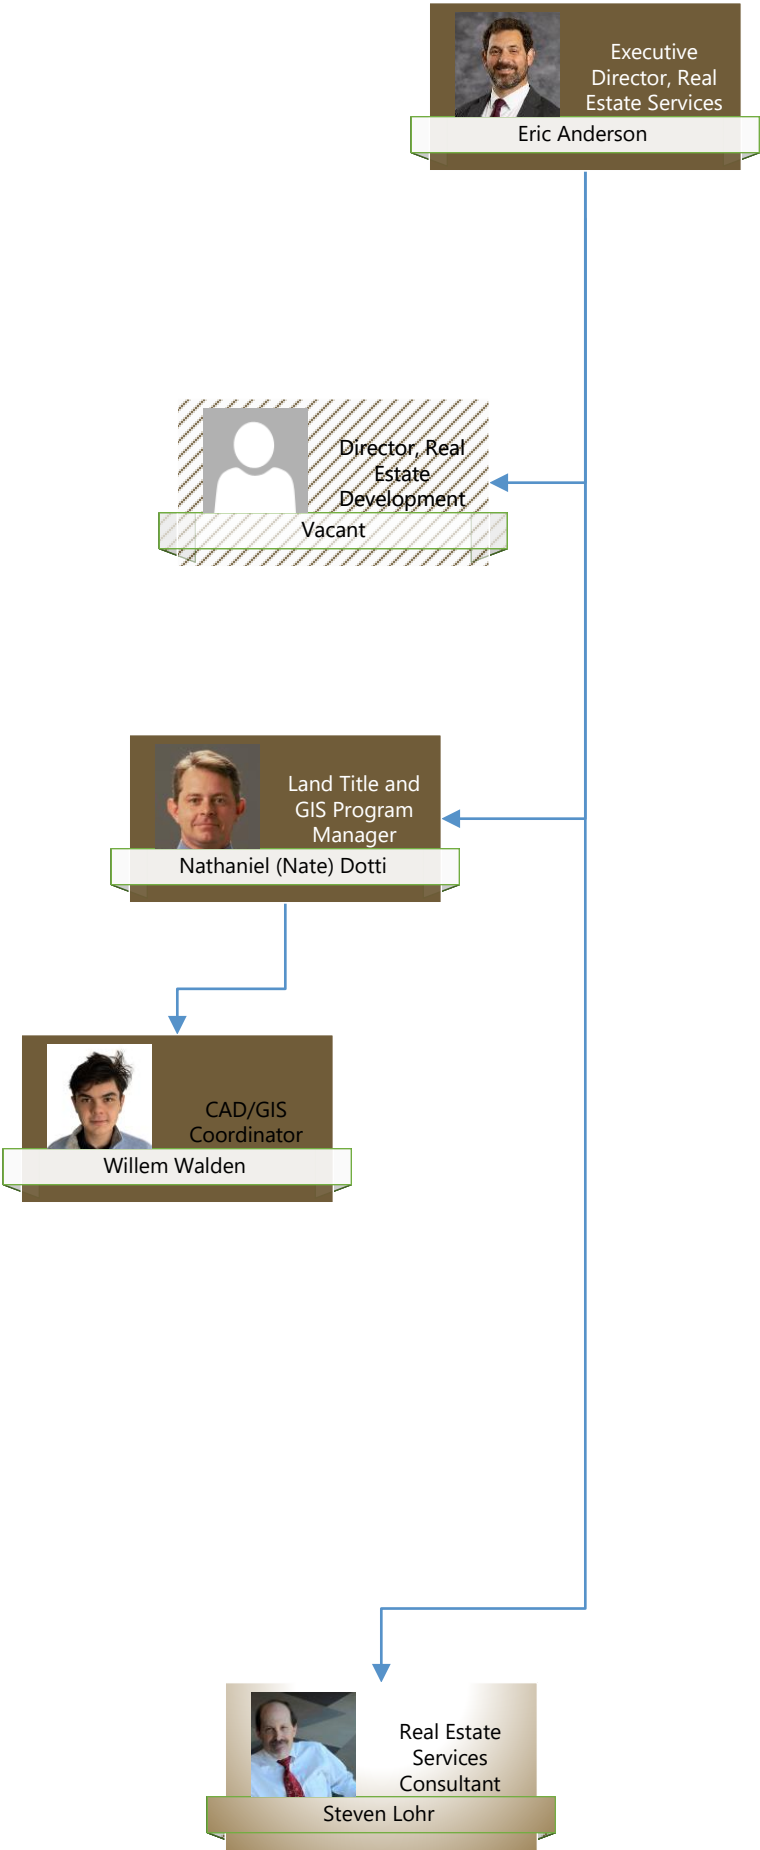 Executive
Director, Real
Estate Services
Eric Anderson
Director, Real
Estate
Development
Vacant
Land Title and
GIS Program
Manager
Nathaniel (Nate) Dotti
CAD/GIS
Coordinator
Willem Walden
Real Estate
Services
Consultant
Steven Lohr